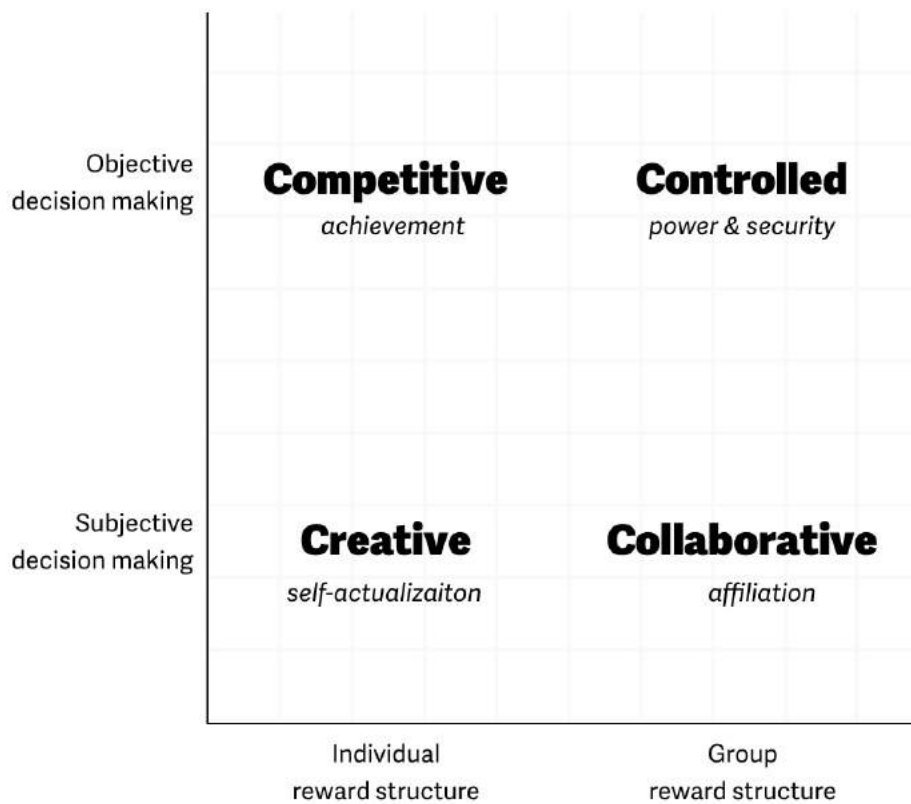 Objective
decision making
Competitive
achievement
Controlled
power & security
Subjective
decision making
Creative
self-actualizaiton
Collaborative
affiliation
Individual
reward structure
Group
reward structure